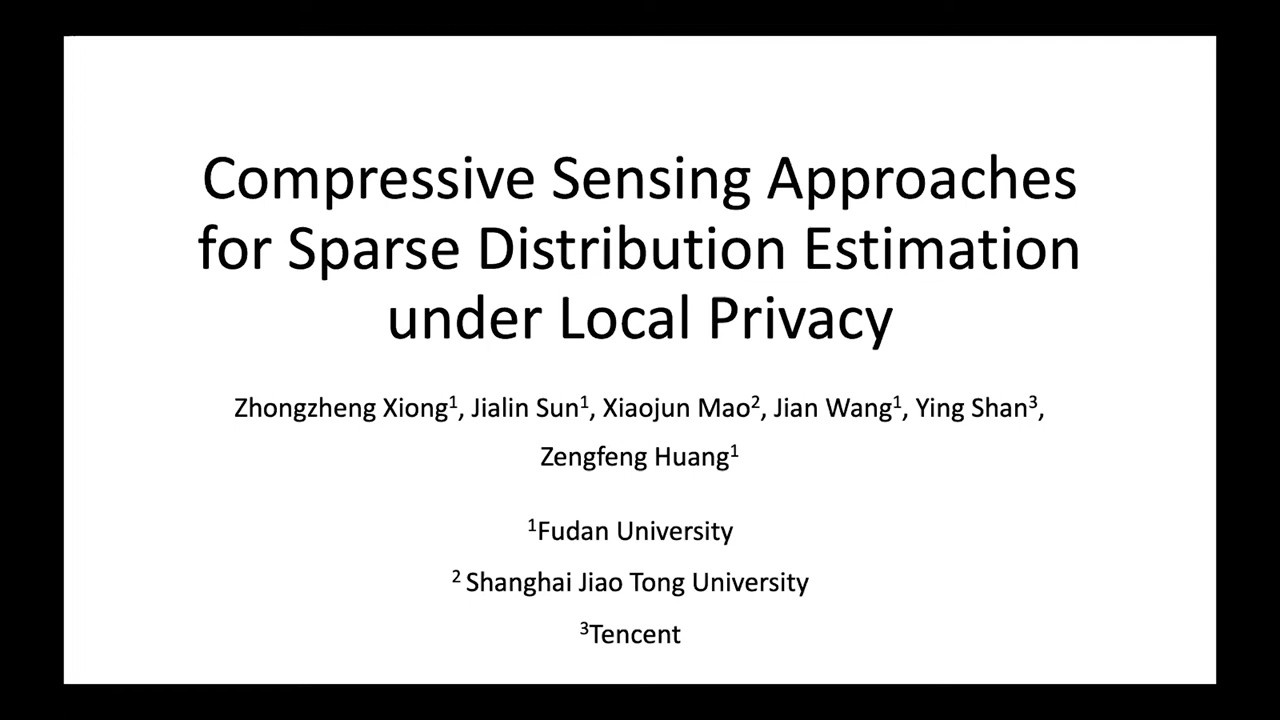 Compressive Sensing Approaches
for Sparse Distribution Estimation
under Local Privacy
Zhongzheng Xiong¹, Jialin Sun¹, Xiaojun Mao², Jian Wang¹, Ying Shan³,
Zengfeng Huang¹
¹Fudan University
² Shanghai Jiao Tong University
³Tencent